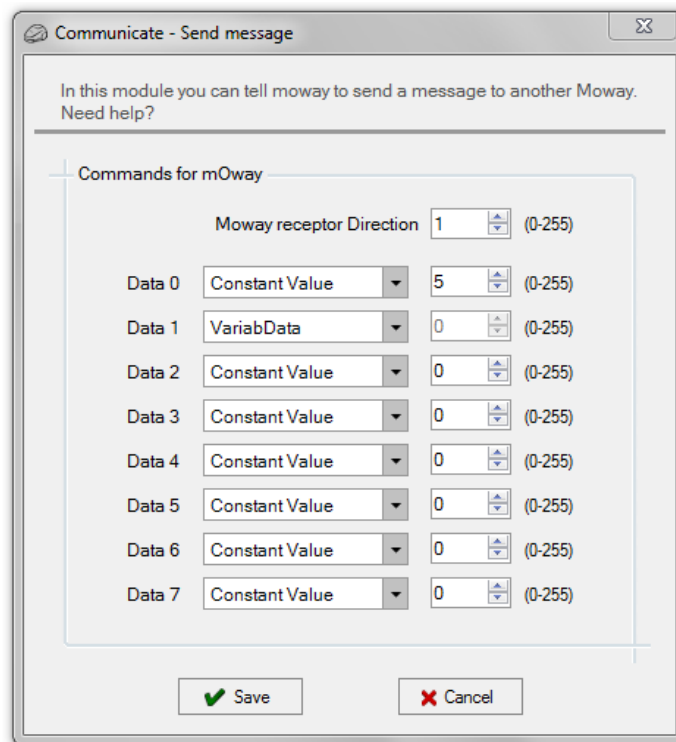 Communicate - Send message
In this module you can tell moway to send a message to another Moway.
Need help?
Commands for mOway
Moway receptor Direction 1 (0-255)
Data 0 Constant Value 5 (0-255)
Data 1 VariabData 0 (0-255)
Data 2 Constant Value 0 (0-255)
Data 3 Constant Value 0 (0-255)
Data 4 Constant Value 0 (0-255)
Data 5 Constant Value 0 (0-255)
Data 6 Constant Value 0 (0-255)
Data 7 Constant Value 0 (0-255)
Save Cancel